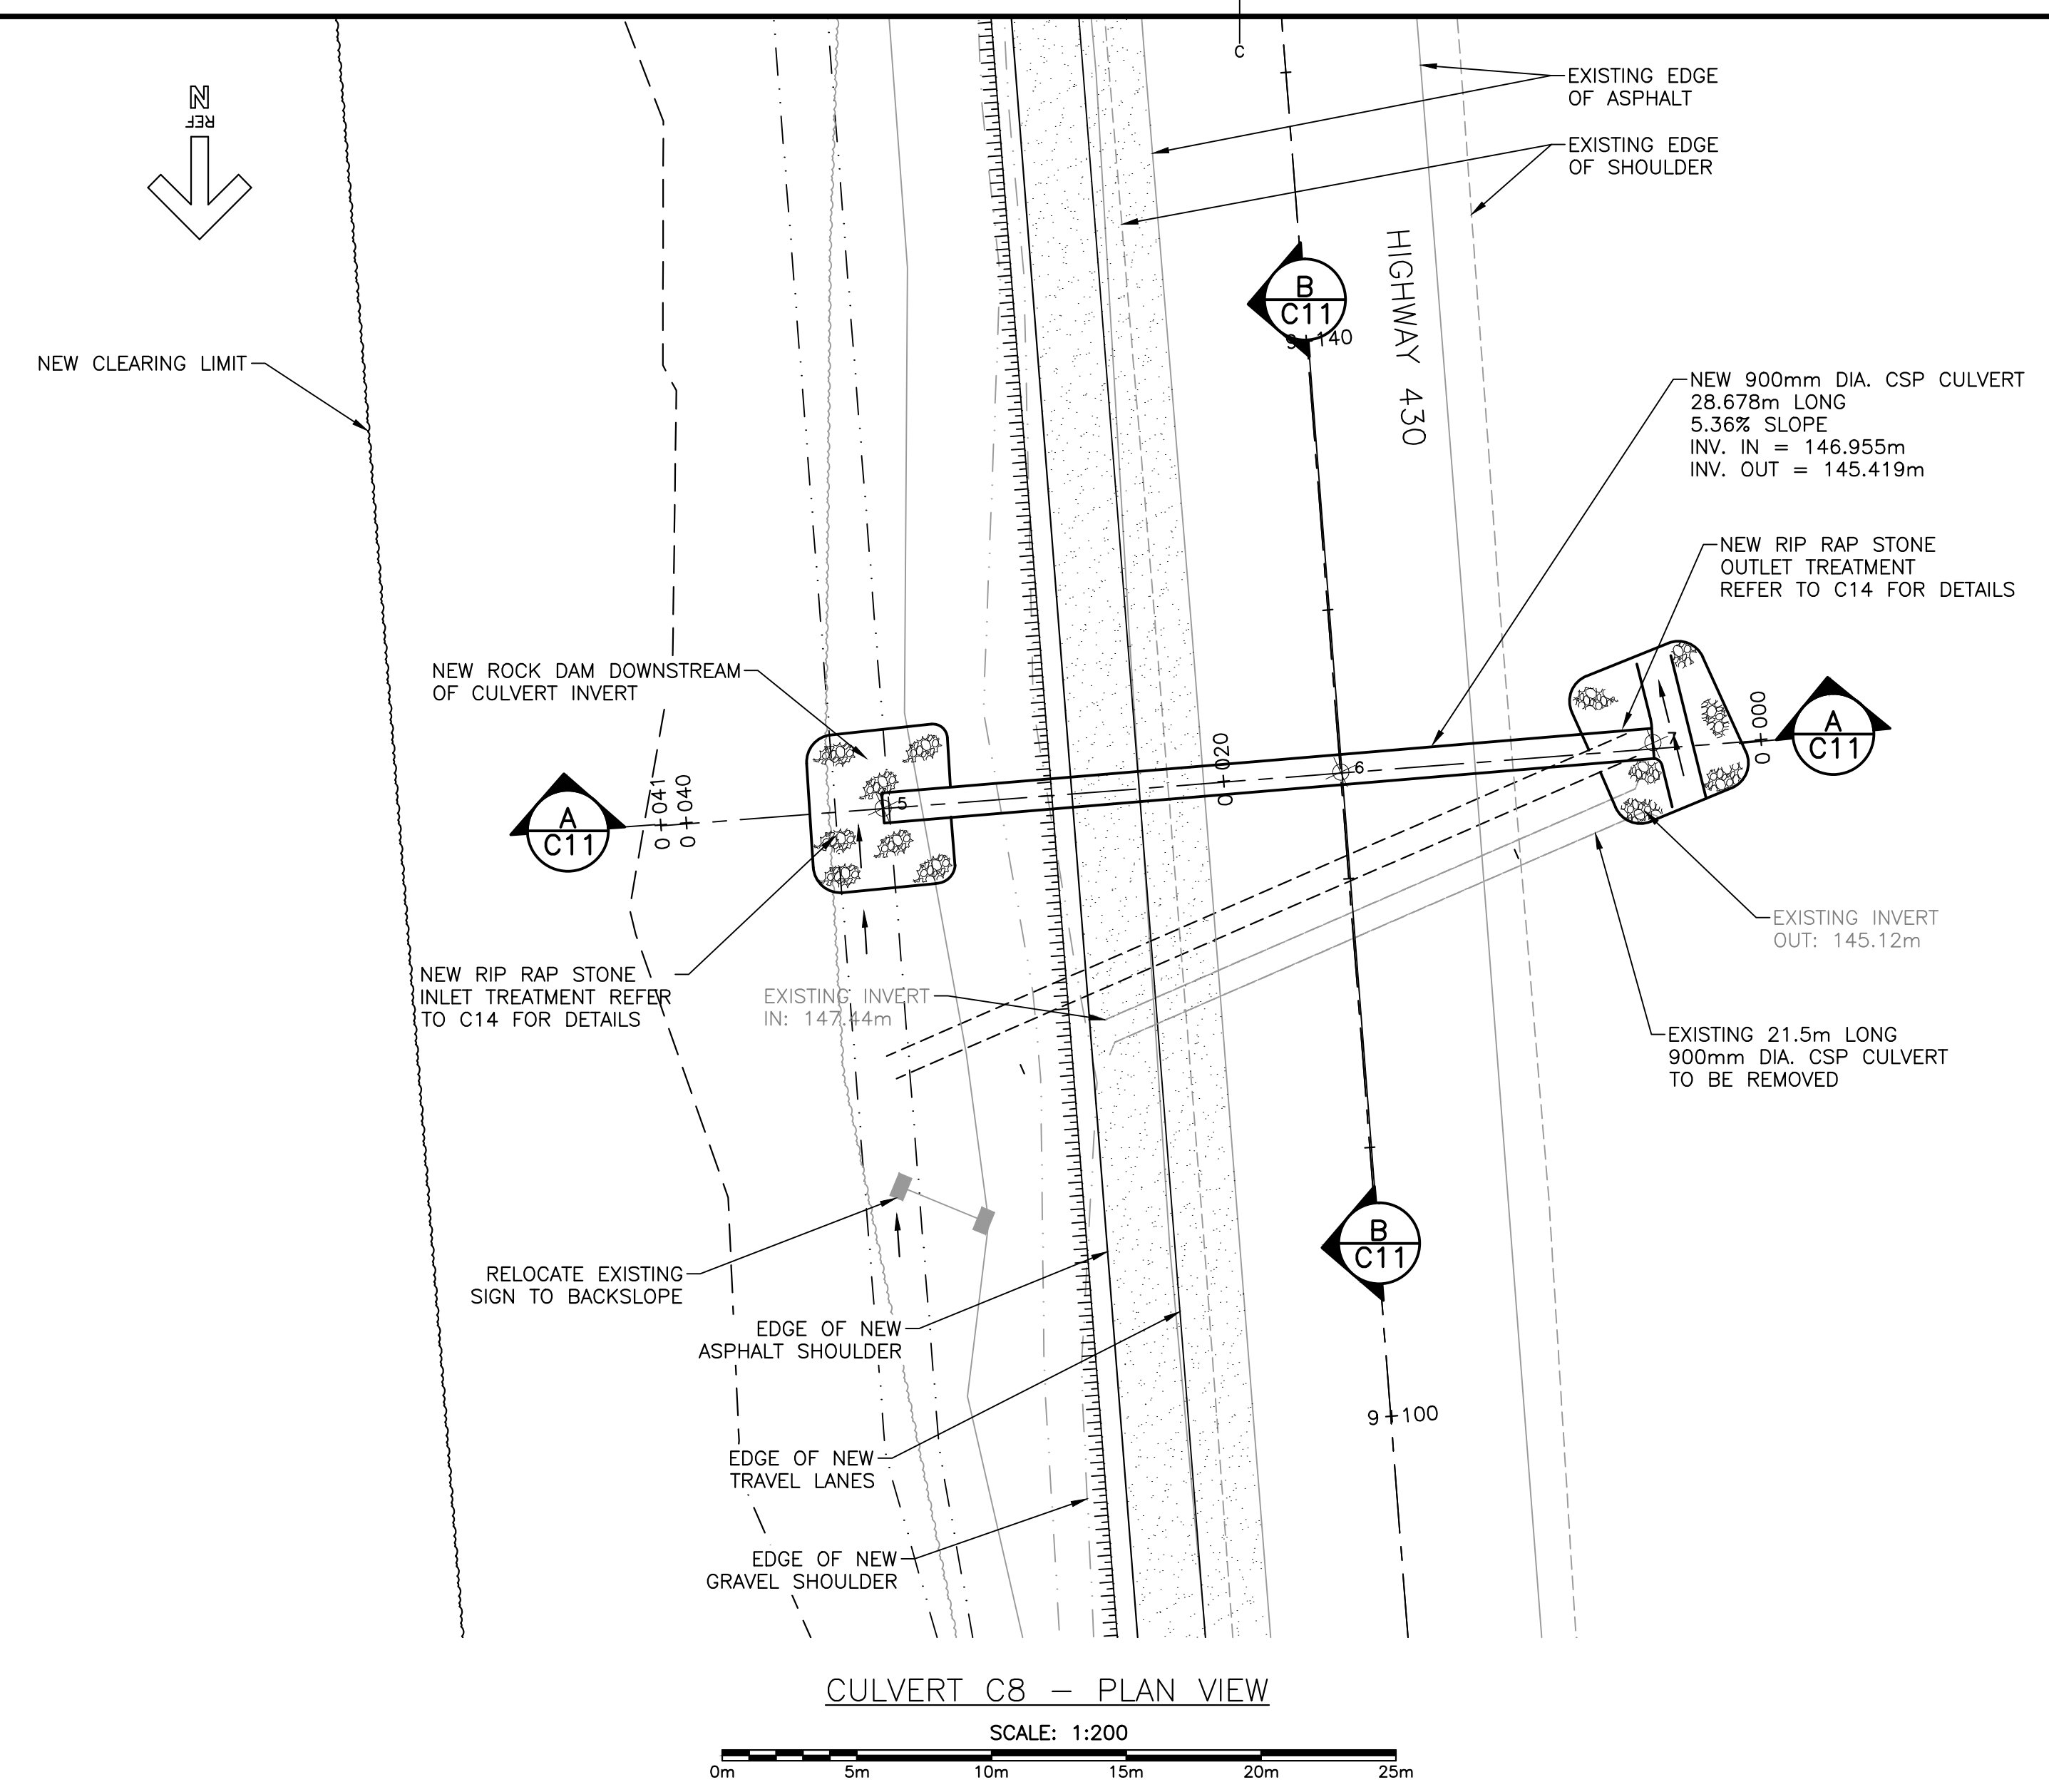 C
N
REF
EXISTING EDGE
OF ASPHALT
EXISTING EDGE
OF SHOULDER
HIGHWAY 430
B
C11
9+140
NEW CLEARING LIMIT
NEW 900mm DIA. CSP CULVERT
28.678m LONG
5.36% SLOPE
INV. IN = 146.955m
INV. OUT = 145.419m
NEW RIP RAP STONE
OUTLET TREATMENT
REFER TO C14 FOR DETAILS
NEW ROCK DAM DOWNSTREAM
OF CULVERT INVERT
A
C11
0+041
0+040
5
0+020
6
7
0+000
A
C11
EXISTING INVERT
OUT: 145.12m
NEW RIP RAP STONE
INLET TREATMENT REFER
TO C14 FOR DETAILS
EXISTING INVERT
IN: 147.44m
EXISTING 21.5m LONG
900mm DIA. CSP CULVERT
TO BE REMOVED
B
C11
RELOCATE EXISTING
SIGN TO BACKSLOPE
EDGE OF NEW
ASPHALT SHOULDER
9+100
EDGE OF NEW
TRAVEL LANES
EDGE OF NEW
GRAVEL SHOULDER
CULVERT C8 – PLAN VIEW
SCALE: 1:200
0m 5m 10m 15m 20m 25m